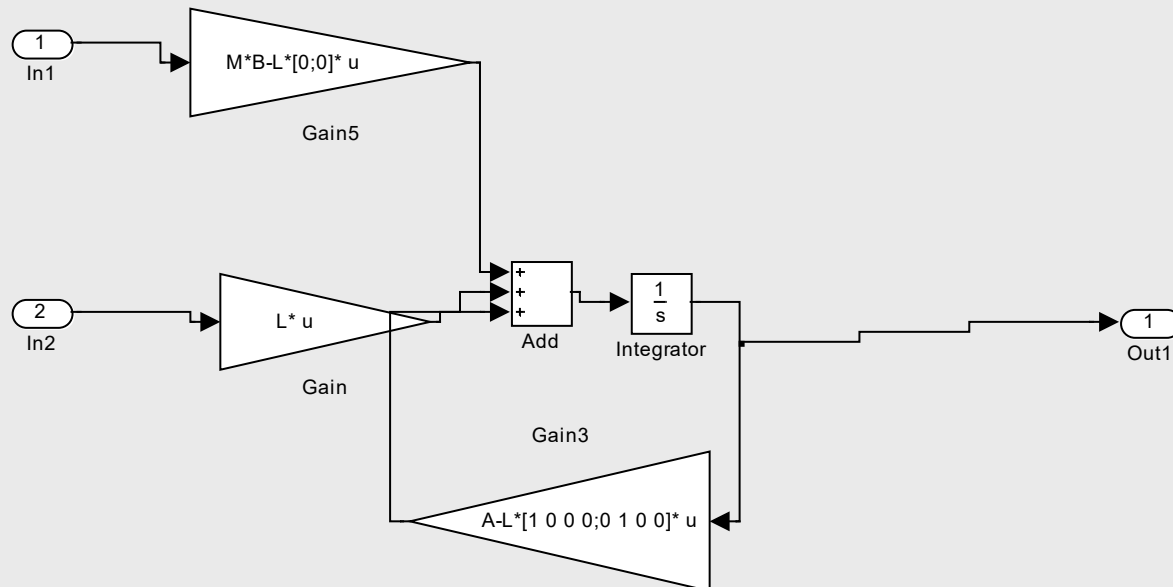 1
In1
M*B-L*[0;0]* u
Gain5
2
In2
L* u
Gain
+
+
+
Add
1
s
Integrator
1
Out1
Gain3
A-L*[1 0 0 0;0 1 0 0]* u